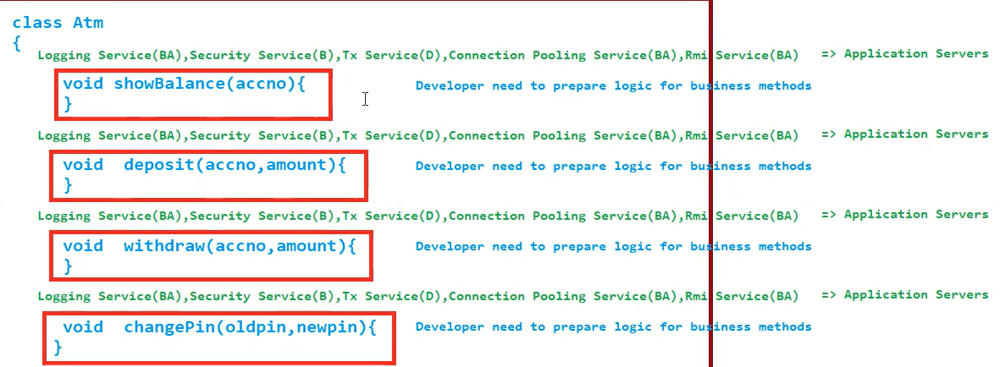 class Atm
{
Logging Service(BA),Security Service(B),Tx Service(D),Connection Pooling Service(BA),Rmi Service(BA) => Application Servers
void showBalance(accno){ Developer need to prepare logic for business methods
}
Logging Service(BA),Security Service(B),Tx Service(D),Connection Pooling Service(BA),Rmi Service(BA) => Application Servers
void deposit(accno,amount){ Developer need to prepare logic for business methods
}
Logging Service(BA),Security Service(B),Tx Service(D),Connection Pooling Service(BA),Rmi Service(BA) => Application Servers
void withdraw(accno,amount){ Developer need to prepare logic for business methods
}
Logging Service(BA),Security Service(B),Tx Service(D),Connection Pooling Service(BA),Rmi Service(BA) => Application Servers
void changePin(oldpin,newpin){ Developer need to prepare logic for business methods
}